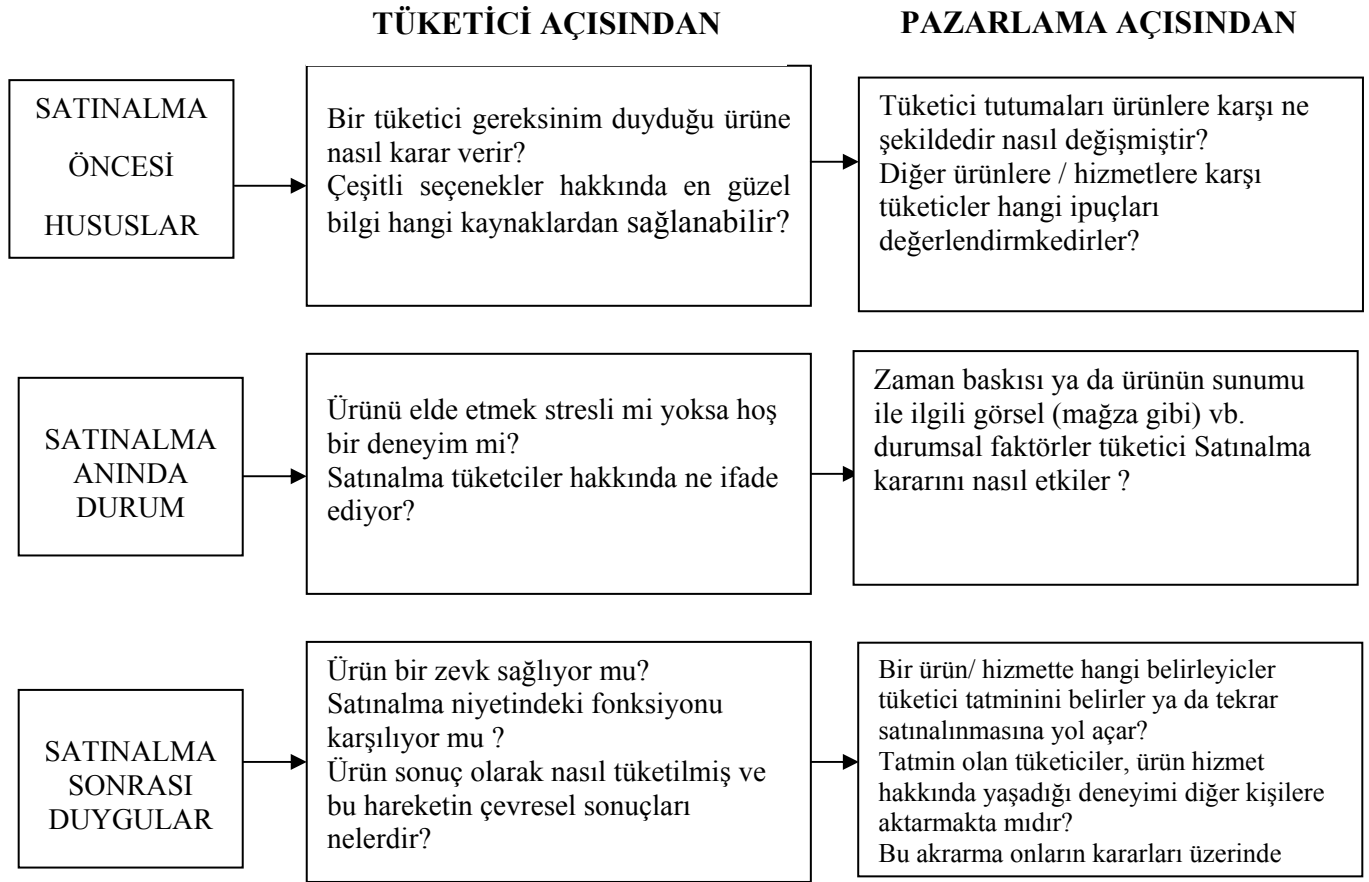 TÜKETİCİ AÇISINDAN
PAZARLAMA AÇISINDAN
SATINALMA
ÖNCESİ
HUSUSLAR
Bir tüketici gereksinim duyduğu ürüne
nasıl karar verir?
Çeşitli seçenekler hakkında en güzel
bilgi hangi kaynaklardan sağlanabilir?
Tüketici tutumaları ürünlere karşı ne
şekildedir nasıl değişmiştir?
Diğer ürünlere / hizmetlere karşı
tüketicler hangi ipuçları
değerlendirmkedirler?
SATINALMA
ANINDA
DURUM
Ürünü elde etmek stresli mi yoksa hoş
bir deneyim mi?
Satınalma tüketciler hakkında ne ifade
ediyor?
Zaman baskısı ya da ürünün sunumu
ile ilgili görsel (mağza gibi) vb.
durumsal faktörler tüketici Satınalma
kararını nasıl etkiler ?
SATINALMA
SONRASI
DUYGULAR
Ürün bir zevk sağlıyor mu?
Satınalma niyetindeki fonksiyonu
karşılıyor mu ?
Ürün sonuç olarak nasıl tüketilmiş ve
bu hareketin çevresel sonuçları
nelerdir?
Bir ürün/ hizmette hangi belirleyicler
tüketici tatminini belirler ya da tekrar
satınalınmasına yol açar?
Tatmin olan tüketiciler, ürün hizmet
hakkında yaşadığı deneyimi diğer kişilere
aktarmakta mıdır?
Bu akrarma onların kararları üzerinde